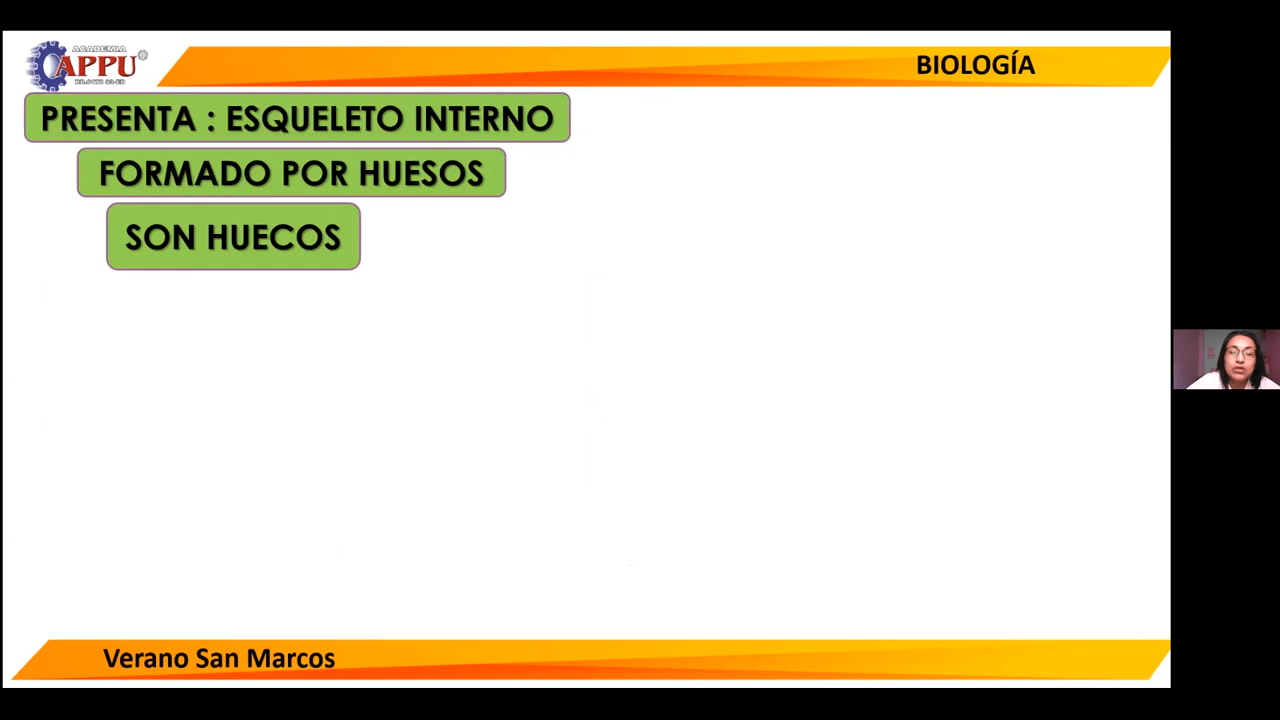 ACADEMIA
APPU
BIOLOGÍA
PRESENTA : ESQUELETO INTERNO
FORMADO POR HUESOS
SON HUECOS
Verano San Marcos